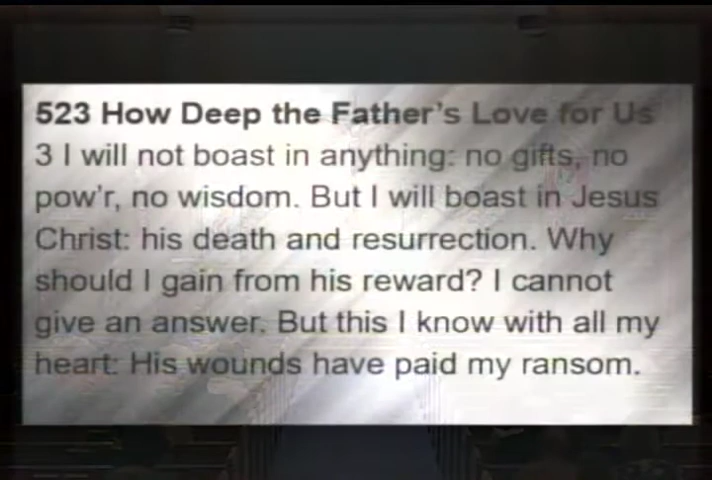 523 How Deep the Father's Love for Us
3 I will not boast in anything: no gifts, no
pow'r, no wisdom. But I will boast in Jesus
Christ: his death and resurrection. Why
should I gain from his reward? I cannot
give an answer. But this I know with all my
heart: His wounds have paid my ransom.